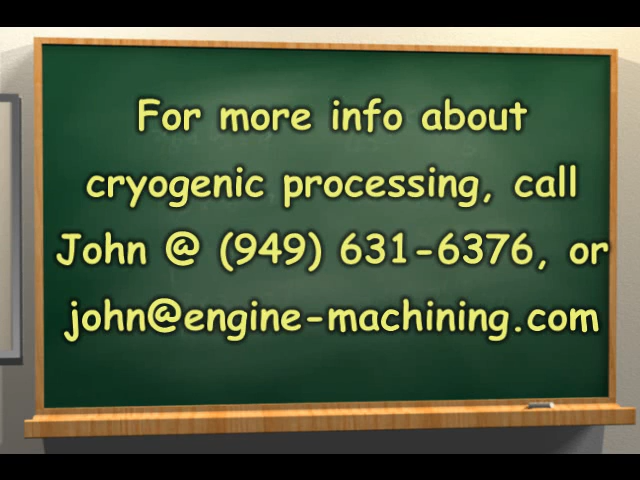 For more info about
cryogenic processing, call
John @ (949) 631-6376, or
john@engine-machining.com